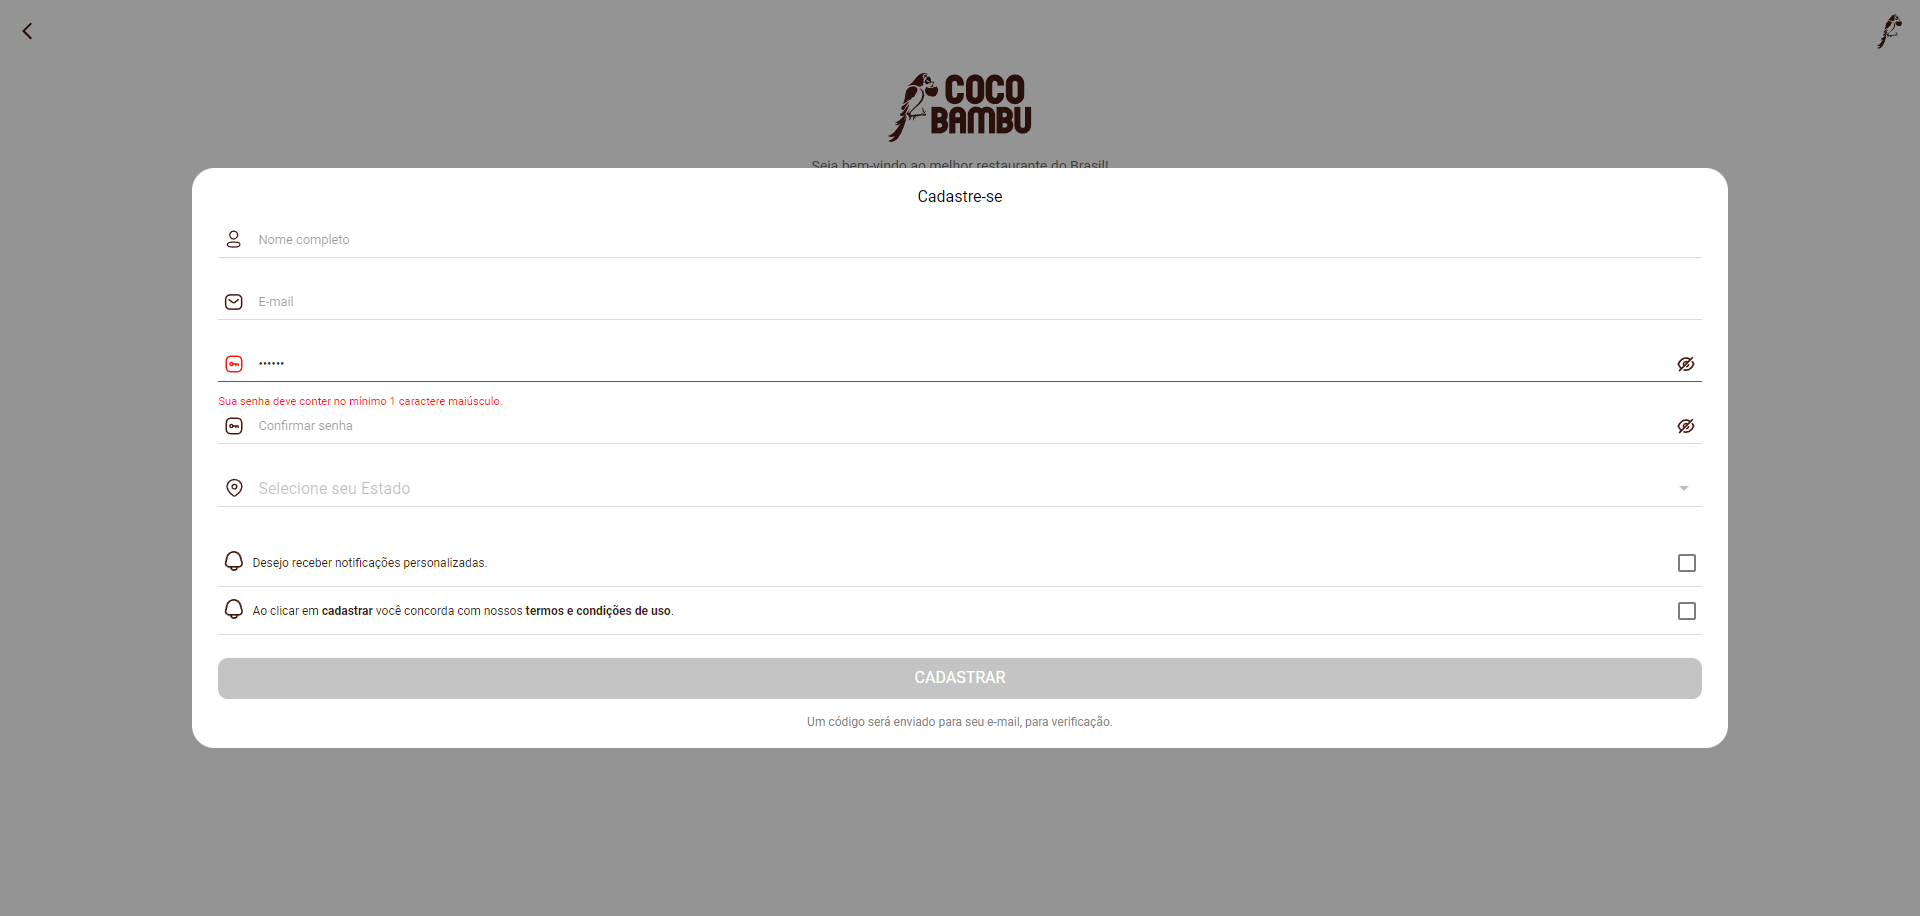 COCO
BAMBU
Seja bem-vindo ao melhor restaurante do Brasil!
Cadastre-se
Nome completo
E-mail
••••••
Sua senha deve conter no mínimo 1 caractere maiúsculo.
Confirmar senha
Selecione seu Estado
Desejo receber notificações personalizadas.
Ao clicar em cadastrar você concorda com nossos termos e condições de uso.
CADASTRAR
Um código será enviado para seu e-mail, para verificação.